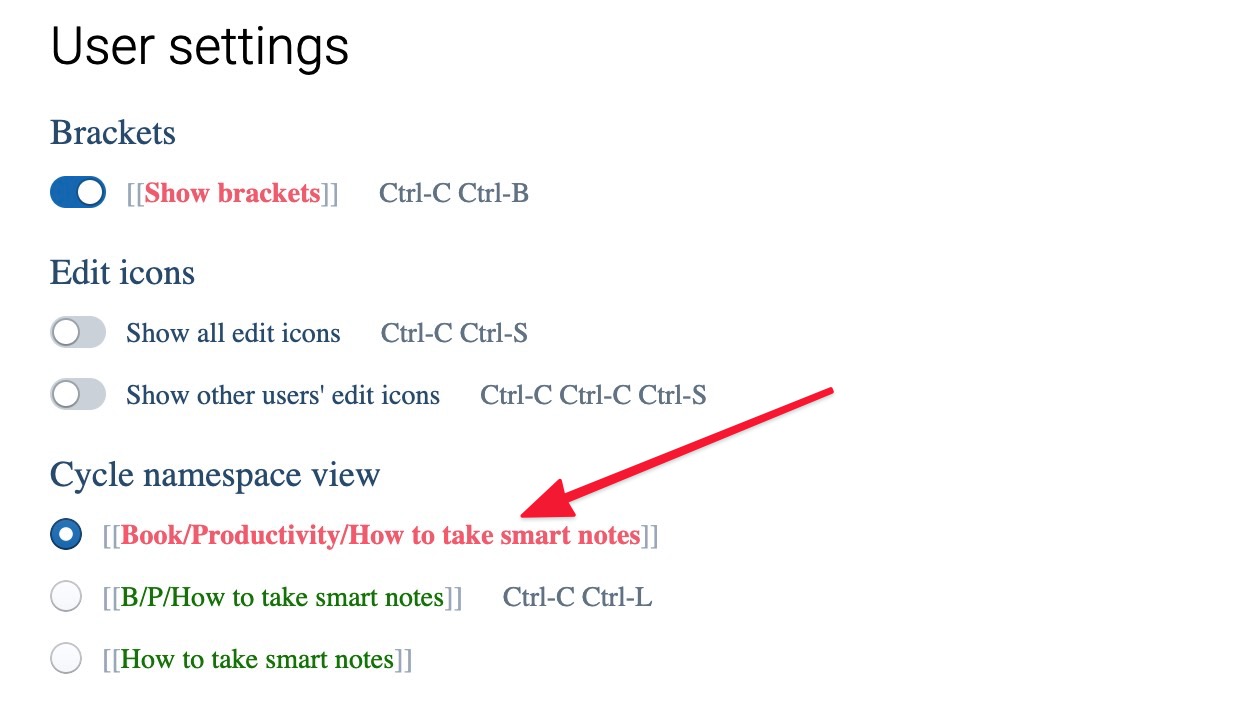 User settings
Brackets
[[Show brackets]] Ctrl-C Ctrl-B
Edit icons
Show all edit icons Ctrl-C Ctrl-S
Show other users' edit icons Ctrl-C Ctrl-C Ctrl-S
Cycle namespace view
[[Book/Productivity/How to take smart notes]]
[[B/P/How to take smart notes]] Ctrl-C Ctrl-L
[[How to take smart notes]]